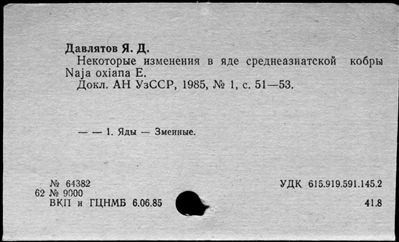 Давлятов Я. Д.
Некоторые изменения в яде среднеазнатской кобры
Naja oxiana E.
Докл. АН УзССР, 1985, № 1, с. 51—53.
— — 1. Яды — Змеиные.
№ 64382
УДК 615.919.591.145.2
62 № 9000
ВКП и ГЦНМБ 6.06.85
41.8